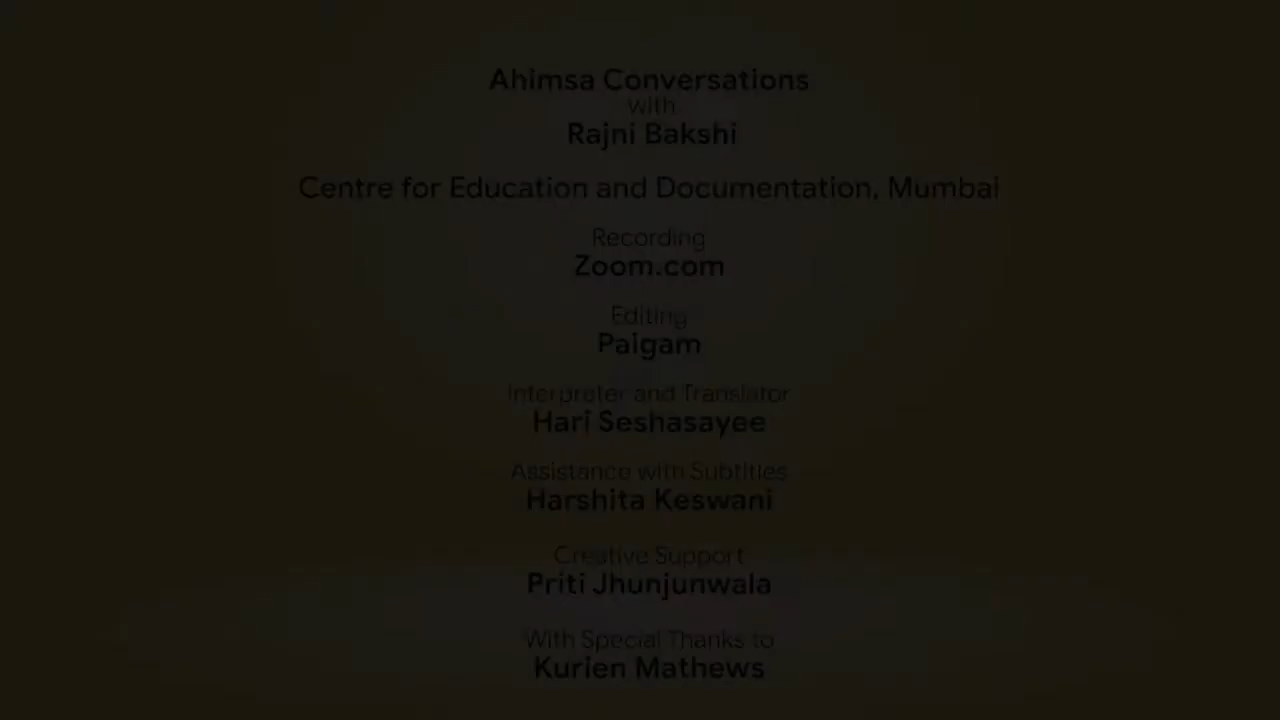 Ahimsa Conversations
with
Rajni Bakshi
Centre for Education and Documentation, Mumbai
Recording
Zoom.com
Editing
Paigam
Interpreter and Translator
Hari Seshasayee
Assistance with Subtitles
Harshita Keswani
Creative Support
Priti Jhunjunwala
With Special Thanks to
Kurien Mathews